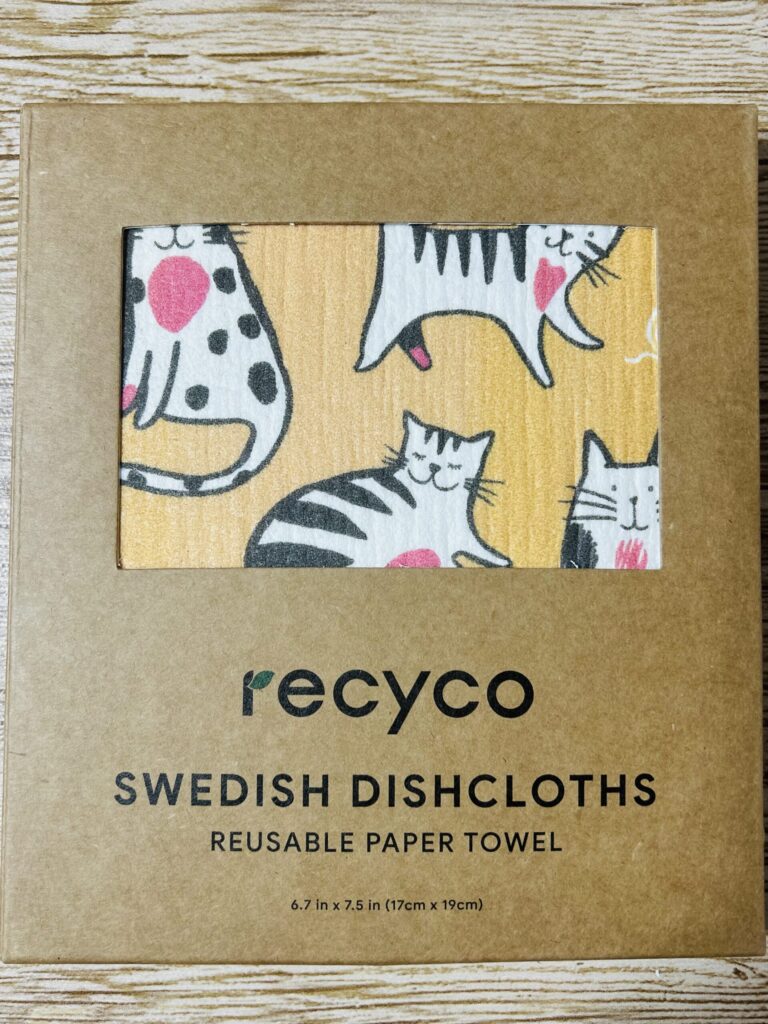 recyco
SWEDISH DISHCLOTHS
REUSABLE PAPER TOWEL
6.7 in x 7.5 in (17cm x 19cm)